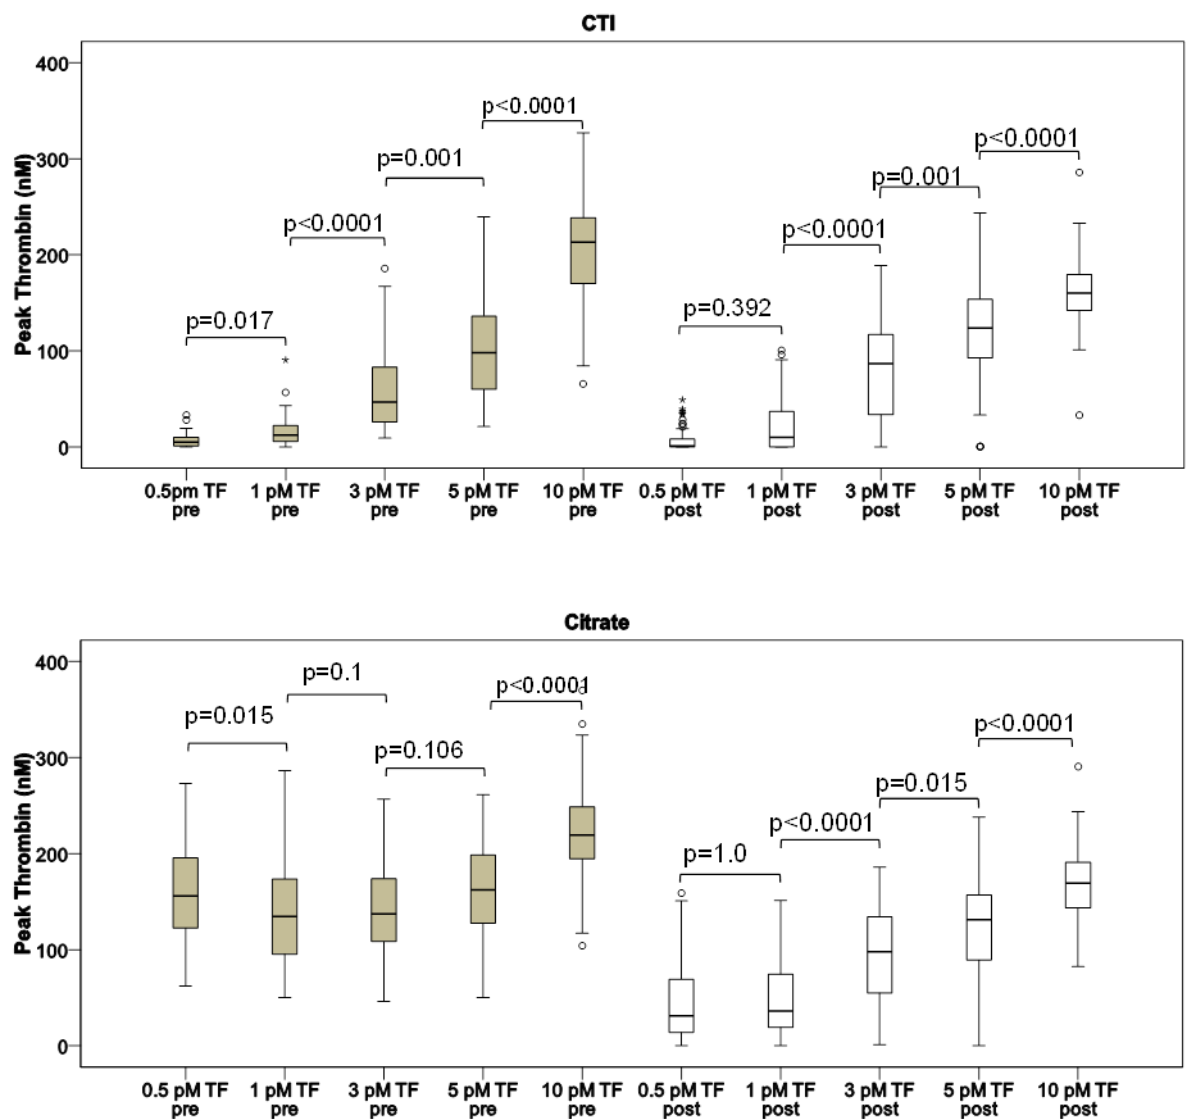 CTI
Peak Thrombin (nM)
400
300
200
100
0
p<0.0001
p=0.001
p<0.0001
p=0.017
p<0.0001
p=0.001
p<0.0001
p=0.392
0.5pm TF
pre
1 pM TF
pre
3 pM TF
pre
5 pM TF
pre
10 pM TF
pre
0.5 pM TF
post
1 pM TF
post
3 pM TF
post
5 pM TF
post
10 pM TF
post
Citrate
Peak Thrombin (nM)
400
300
200
100
0
p=0.015
p=0.1
p=0.106
p<0.0001
p=1.0
p<0.0001
p=0.015
p<0.0001
0.5 pM TF
pre
1 pM TF
pre
3 pM TF
pre
5 pM TF
pre
10 pM TF
pre
0.5 pM TF
post
1 pM TF
post
3 pM TF
post
5 pM TF
post
10 pM TF
post